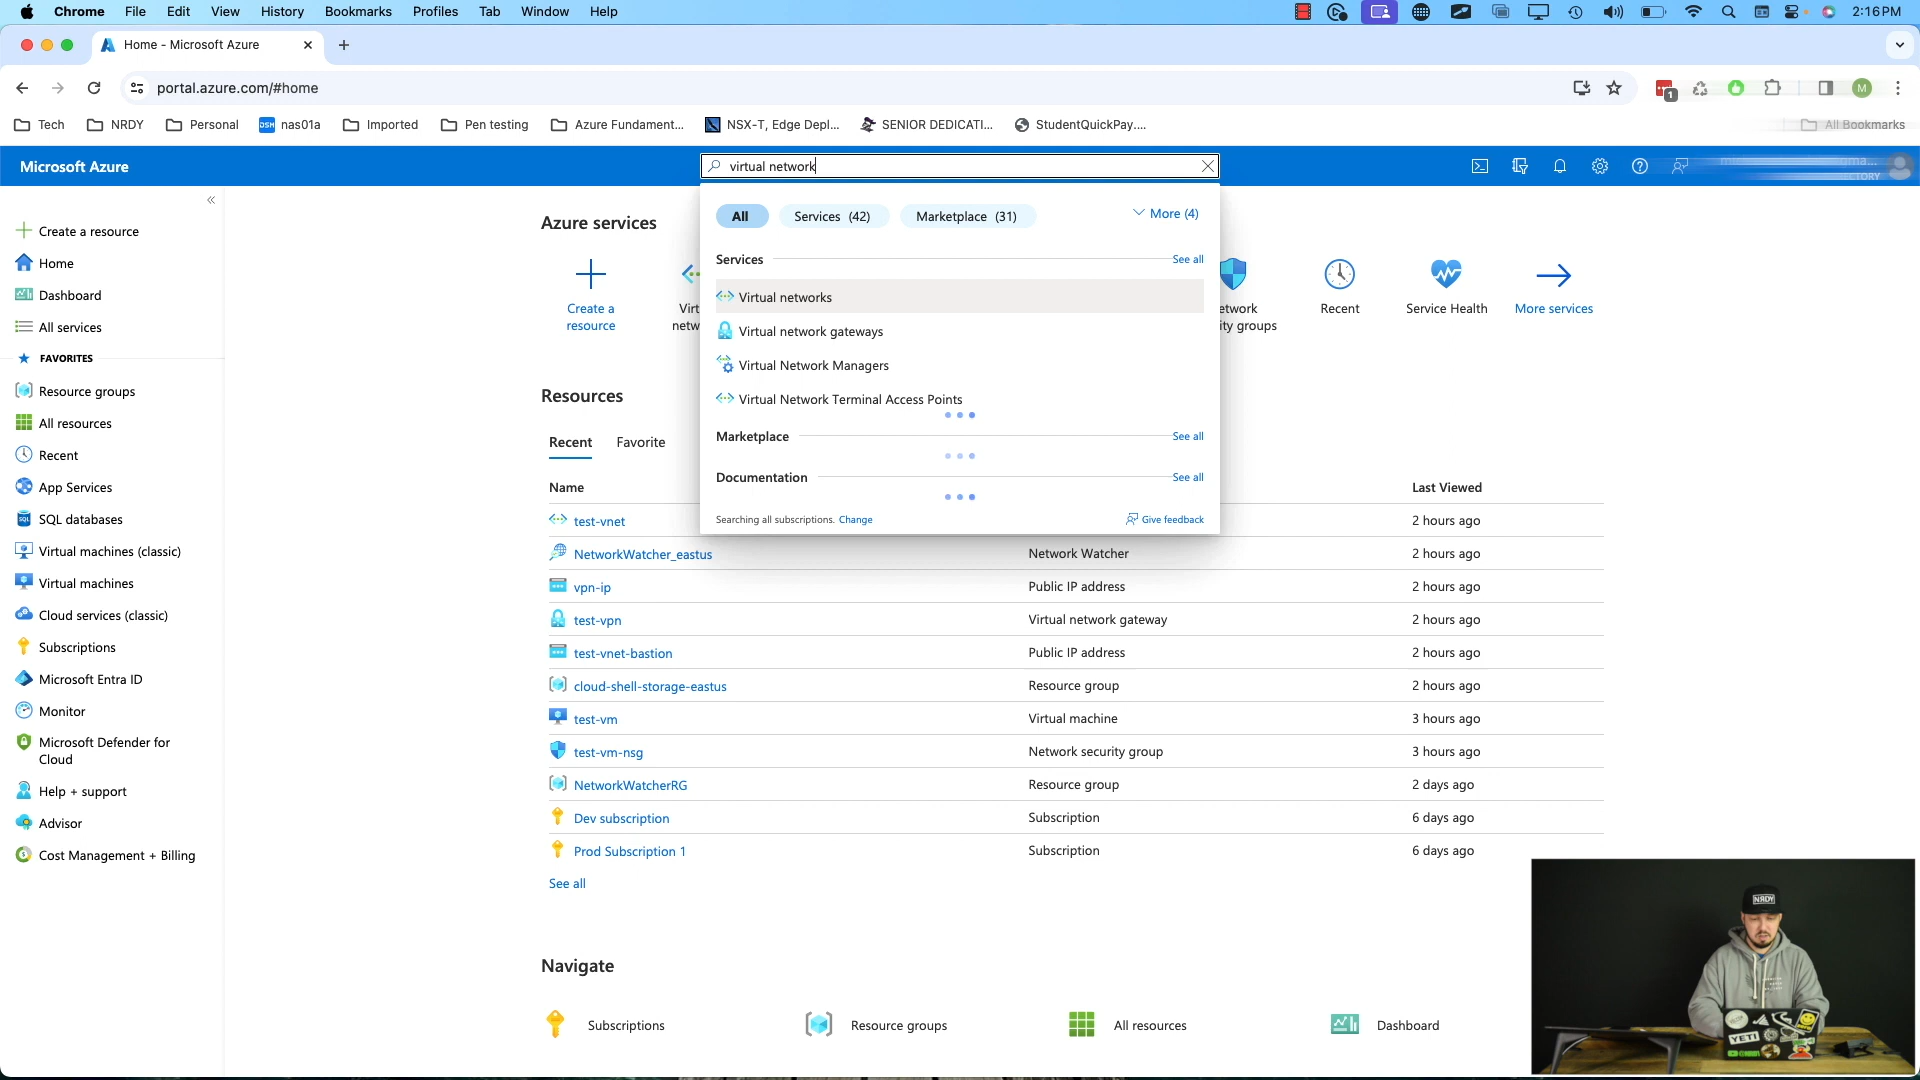 Chrome File Edit View History Bookmarks Profiles Tab Window Help 2:16 PM
Home - Microsoft Azure
portal.azure.com/#home 1 M
Tech NRDY Personal DSM nas01a Imported Pen testing Azure Fundament... NSX-T, Edge Depl... SENIOR DEDICATI... StudentQuickPay.... All Bookmarks
Microsoft Azure virtual network
Create a resource
Home
Dashboard
All services
FAVORITES
Resource groups
All resources
Recent
App Services
SQL databases
Virtual machines (classic)
Virtual machines
Cloud services (classic)
Subscriptions
Microsoft Entra ID
Monitor
Microsoft Defender for
Cloud
Help + support
Advisor
Cost Management + Billing
All Services (42) Marketplace (31) More (4)
Services See all
Virtual networks
Virtual network gateways
Virtual Network Managers
Virtual Network Terminal Access Points
Marketplace See all
Documentation See all
Searching all subscriptions. Change Give feedback
Azure services
Create a
resource
Recent
Service Health
More services
Resources
Recent Favorite
Name Last Viewed
test-vnet 2 hours ago
NetworkWatcher_eastus Network Watcher 2 hours ago
vpn-ip Public IP address 2 hours ago
test-vpn Virtual network gateway 2 hours ago
test-vnet-bastion Public IP address 2 hours ago
cloud-shell-storage-eastus Resource group 2 hours ago
test-vm Virtual machine 3 hours ago
test-vm-nsg Network security group 3 hours ago
NetworkWatcherRG Resource group 2 days ago
Dev subscription Subscription 6 days ago
Prod Subscription 1 Subscription 6 days ago
See all
Navigate
Subscriptions Resource groups All resources Dashboard
NRDY
YETI